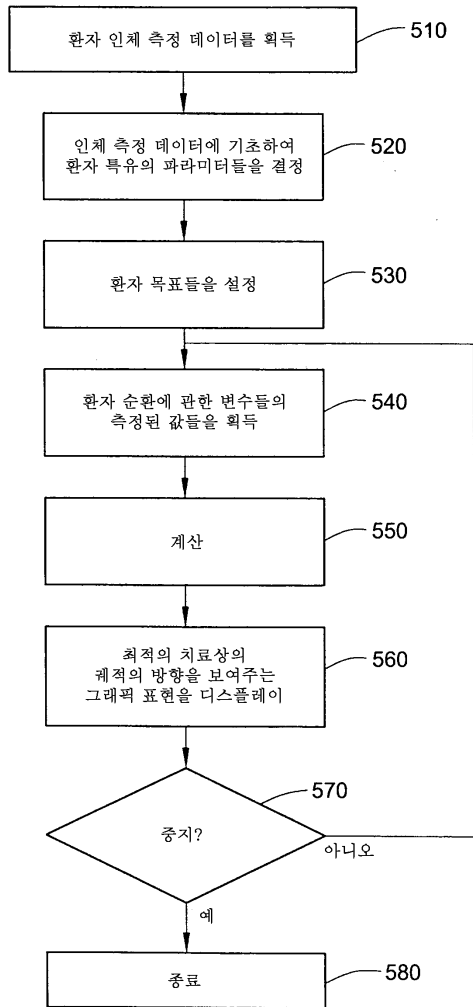 환자 인체 측정 데이터를 획득
510
인체 측정 데이터에 기초하여
환자 특유의 파라미터들을 결정
520
환자 목표들을 설정
530
환자 순환에 관한 변수들의
측정된 값들을 획득
540
계산
550
최적의 치료상의
궤적의 방향을 보여주는
그래픽 표현을 디스플레이
560
570
중지?
아니오
예
종료
580